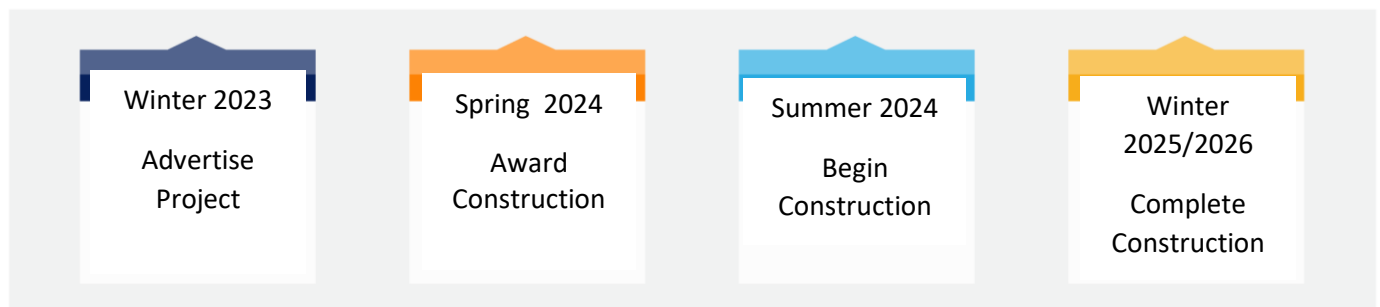 Winter 2023
Advertise
Project
Spring  2024
Award
Construction
Summer 2024
Begin
Construction
Winter
2025/2026
Complete
Construction